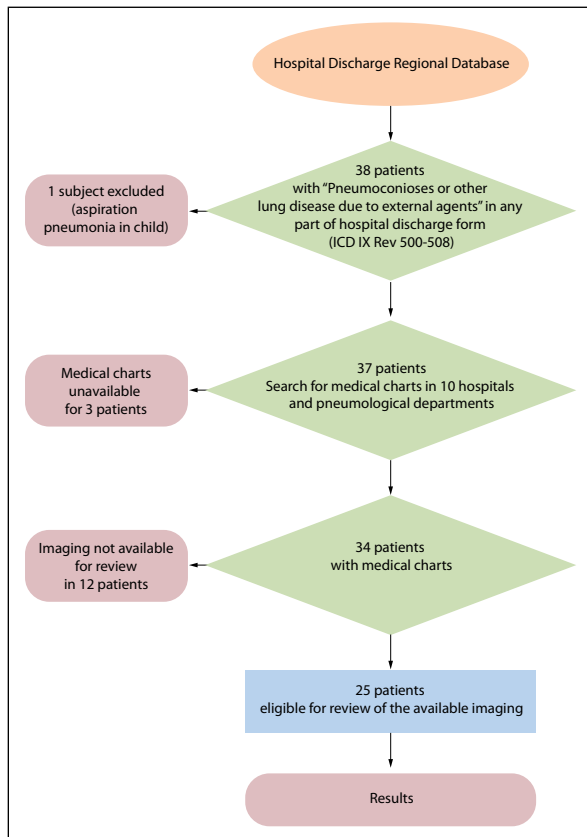 Hospital Discharge Regional Database
38 patients
with “Pneumoconioses or other
lung disease due to external agents” in any
part of hospital discharge form
(ICD IX Rev 500-508)
1 subject excluded
(aspiration
pneumonia in child)
37 patients
Search for medical charts in 10 hospitals
and pneumological departments
Medical charts
unavailable
for 3 patients
34 patients
with medical charts
Imaging not available
for review
in 12 patients
25 patients
eligible for review of the available imaging
Results